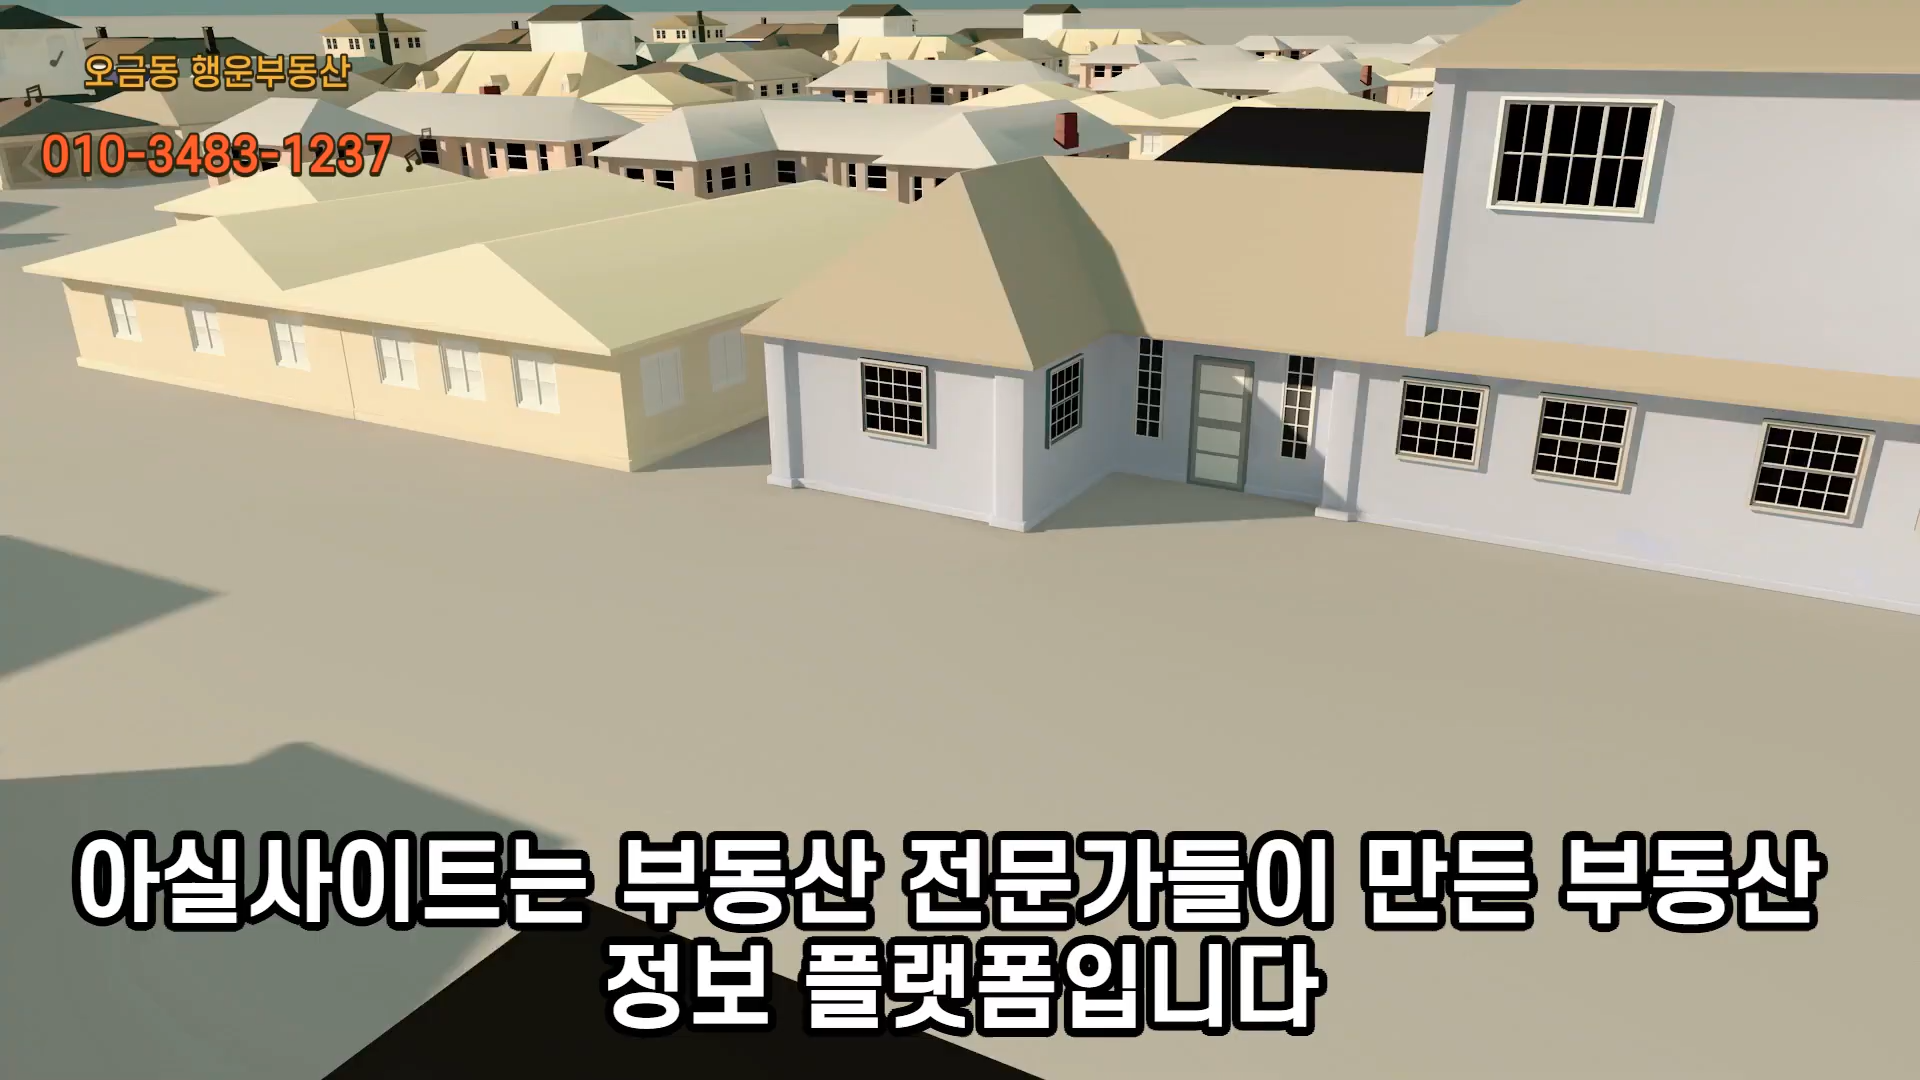 오금동 행운부동산
010-3483-1237
아실사이트는 부동산 전문가들이 만든 부동산
정보 플랫폼입니다